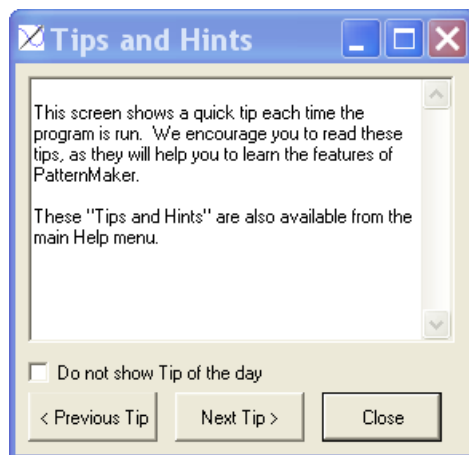 Tips and Hints
This screen shows a quick tip each time the
program is run.  We encourage you to read these
tips, as they will help you to learn the features of
PatternMaker.
These "Tips and Hints" are also available from the
main Help menu.
Do not show Tip of the day
< Previous Tip
Next Tip >
Close